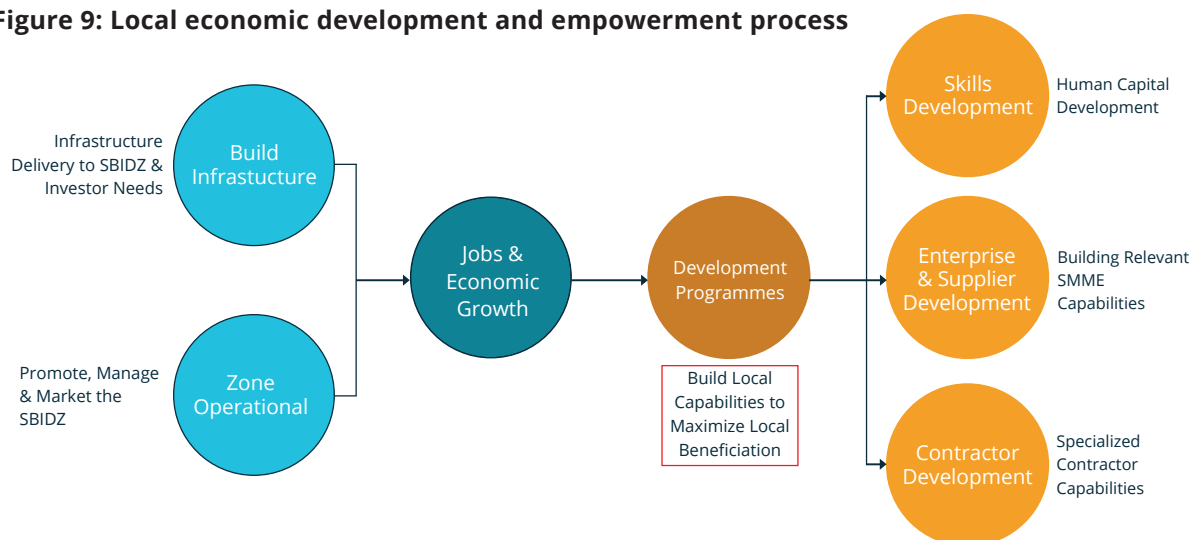 Figure 9: Local economic development and empowerment process
Infrastructure
Delivery to SBIDZ &
Investor Needs
Build
Infrastucture
Promote, Manage
& Market the
SBIDZ
Zone
Operational
Jobs &
Economic
Growth
Development
Programmes
Build Local
Capabilities to
Maximize Local
Beneficiation
Skills
Development
Human Capital
Development
Enterprise
& Supplier
Development
Building Relevant
SMME
Capabilities
Contractor
Development
Specialized
Contractor
Capabilities